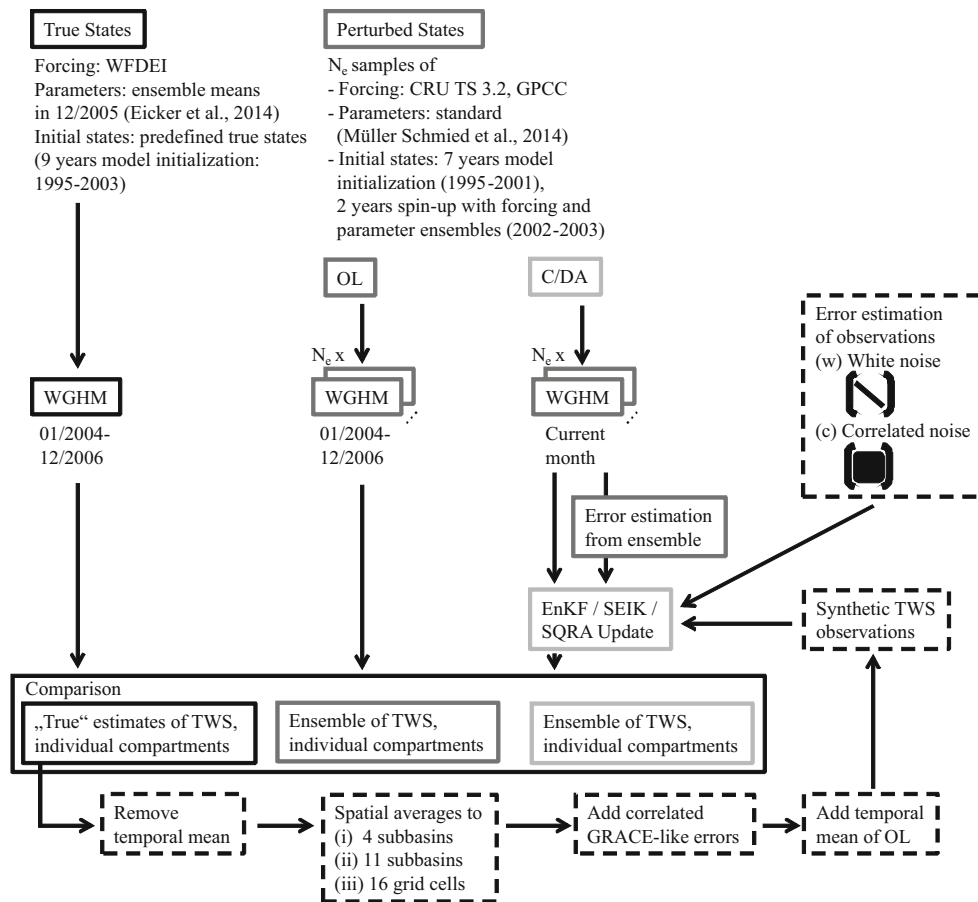 True States
Forcing: WFDEI
Parameters: ensemble means
in 12/2005 (Eicker et al., 2014)
Initial states: predefined true states
(9 years model initialization:
1995-2003)
Perturbed States
Ne samples of
- Forcing: CRU TS 3.2, GPCC
- Parameters: standard
(Müller Schmied et al., 2014)
- Initial states: 7 years model
initialization (1995-2001),
2 years spin-up with forcing and
parameter ensembles (2002-2003)
OL
C/DA
Error estimation
of observations
(w) White noise
(c) Correlated noise
Ne x
Ne x
WGHM
WGHM
WGHM
01/2004-
12/2006
01/2004-
12/2006
Current
month
Error estimation
from ensemble
EnKF / SEIK /
SQRA Update
Synthetic TWS
observations
Comparison
„True“ estimates of TWS,
individual compartments
Ensemble of TWS,
individual compartments
Ensemble of TWS,
individual compartments
Remove
temporal mean
Spatial averages to
(i) 4 subbasins
(ii) 11 subbasins
(iii) 16 grid cells
Add correlated
GRACE-like errors
Add temporal
mean of OL